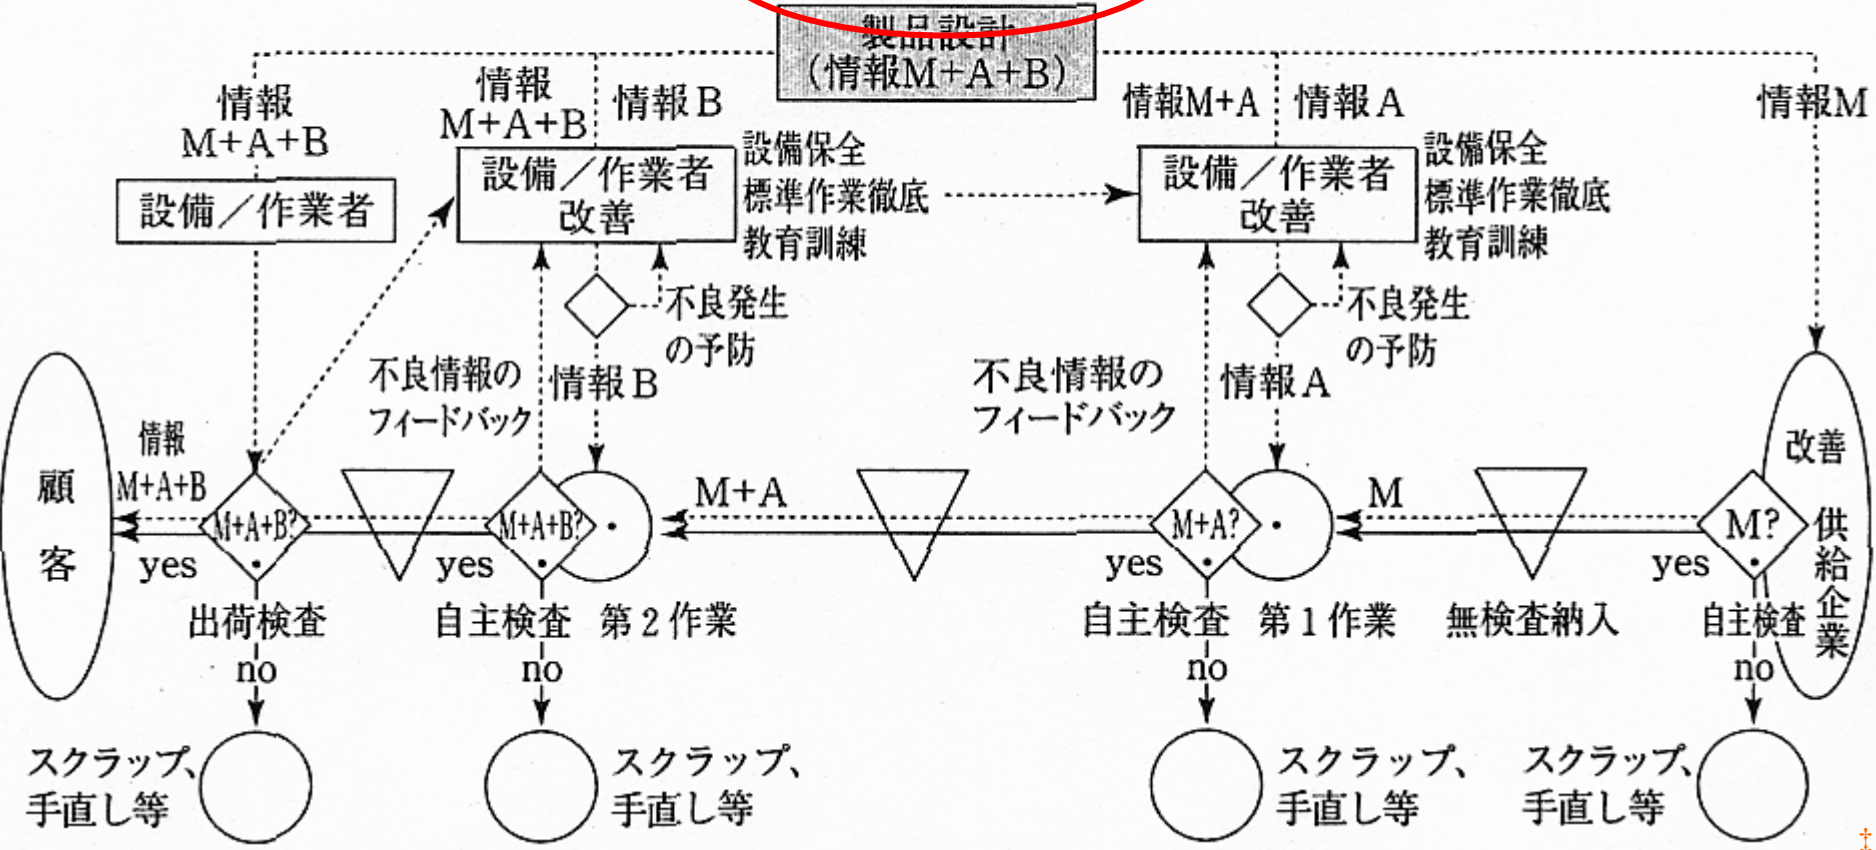 製品設計
（情報M+A+B）
情報
M+A+B
情報
M+A+B
情報B
情報M+A
情報A
情報M
設備／作業者
設備／作業者
改善
設備保全
標準作業徹底
教育訓練
設備／作業者
改善
設備保全
標準作業徹底
教育訓練
不良発生
の予防
不良発生
の予防
不良情報の
フィードバック
情報B
不良情報の
フィードバック
情報A
顧客
情報
M+A+B
M+A+B?
yes
M+A+B?
yes
M+A
M+A?
yes
M
M?
yes
改善
供給企業
出荷検査
自主検査
第2作業
自主検査
第1作業
無検査納入
自主検査
no
no
no
no
スクラップ、
手直し等
スクラップ、
手直し等
スクラップ、
手直し等
スクラップ、
手直し等